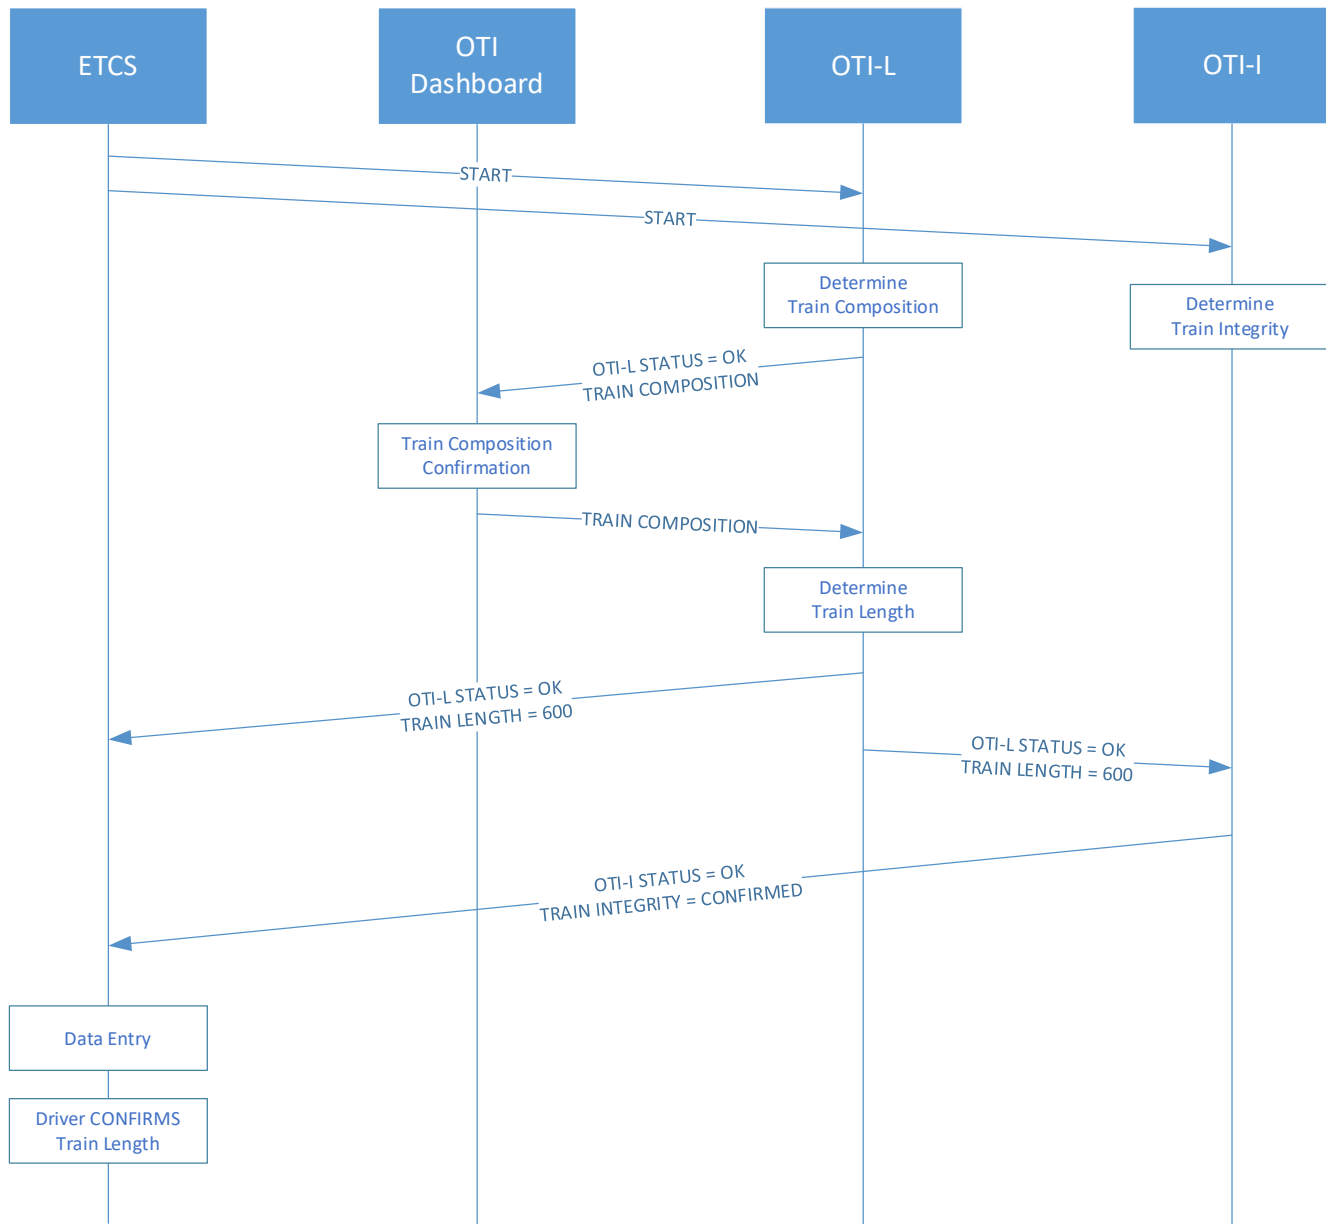 ETCS
OTI
Dashboard
OTI-L
OTI-I
START
START
Determine
Train Composition
Determine
Train Integrity
OTI-L STATUS = OK
TRAIN COMPOSITION
Train Composition
Confirmation
TRAIN COMPOSITION
Determine
Train Length
OTI-L STATUS = OK
TRAIN LENGTH = 600
OTI-L STATUS = OK
TRAIN LENGTH = 600
OTI-I STATUS = OK
TRAIN INTEGRITY = CONFIRMED
Data Entry
Driver CONFIRMS
Train Length